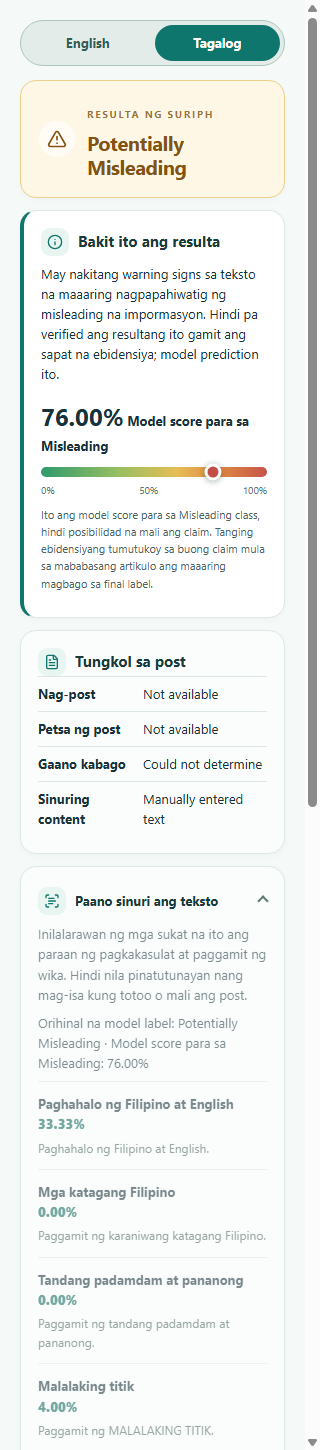 English
Tagalog
RESULTA NG SURIPH
Potentially
Misleading
Bakit ito ang resulta
May nakitang warning signs sa teksto
na maaaring nagpapahiwatig ng
misleading na impormasyon. Hindi pa
verified ang resultang ito gamit ang
sapat na ebidensiya; model prediction
ito.
76.00% Model score para sa
Misleading
0% 50% 100%
Ito ang model score para sa Misleading class,
hindi posibilidad na mali ang claim. Tanging
ebidensiyang tumutukoy sa buong claim mula
sa mababasang artikulo ang maaaring
magbago sa final label.
Tungkol sa post
Nag-post Not available
Petsa ng post Not available
Gaano kabago Could not determine
Sinuring Manually entered
content text
Paano sinuri ang teksto
Inilalarawan ng mga sukat na ito ang
paraan ng pagkakasulat at paggamit ng
wika. Hindi nila pinatutunayan nang
mag-isa kung totoo o mali ang post.
Orihinal na model label: Potentially
Misleading · Model score para sa
Misleading: 76.00%
Paghahalo ng Filipino at English
33.33%
Paghahalo ng Filipino at English.
Mga katagang Filipino
0.00%
Paggamit ng karaniwang katagang Filipino.
Tandang padamdam at pananong
0.00%
Paggamit ng tandang padamdam at
pananong.
Malalaking titik
4.00%
Paggamit ng MALALAKING TITIK.